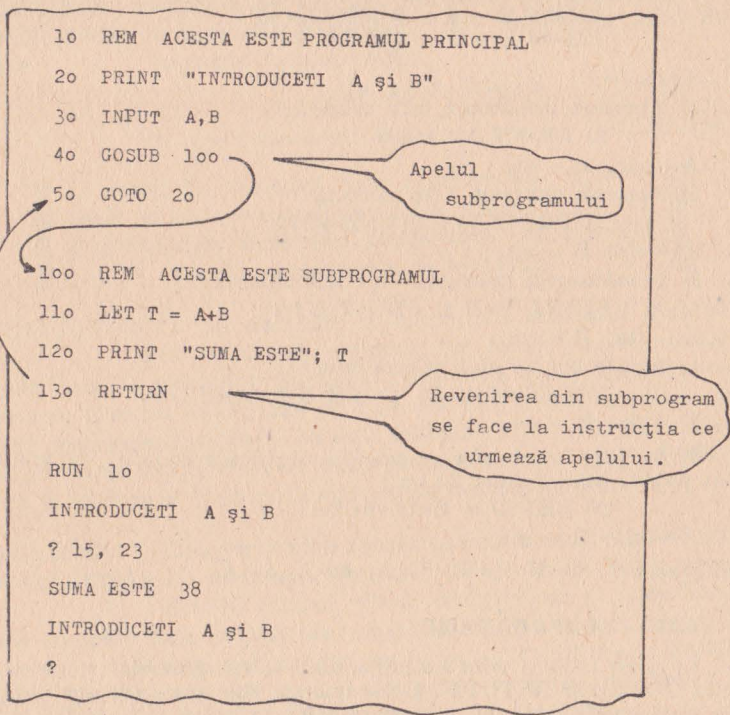 1o REM ACESTA ESTE PROGRAMUL PRINCIPAL
2o PRINT "INTRODUCETI A şi B"
3o INPUT A,B
4o GOSUB 1oo
Apelul
subprogramului
5o GOTO 2o
1oo REM ACESTA ESTE SUBPROGRAMUL
11o LET T = A+B
12o PRINT "SUMA ESTE"; T
13o RETURN
Revenirea din subprogram
se face la instrucţia ce
urmează apelului.
RUN 1o
INTRODUCETI A şi B
? 15, 23
SUMA ESTE 38
INTRODUCETI A şi B
?